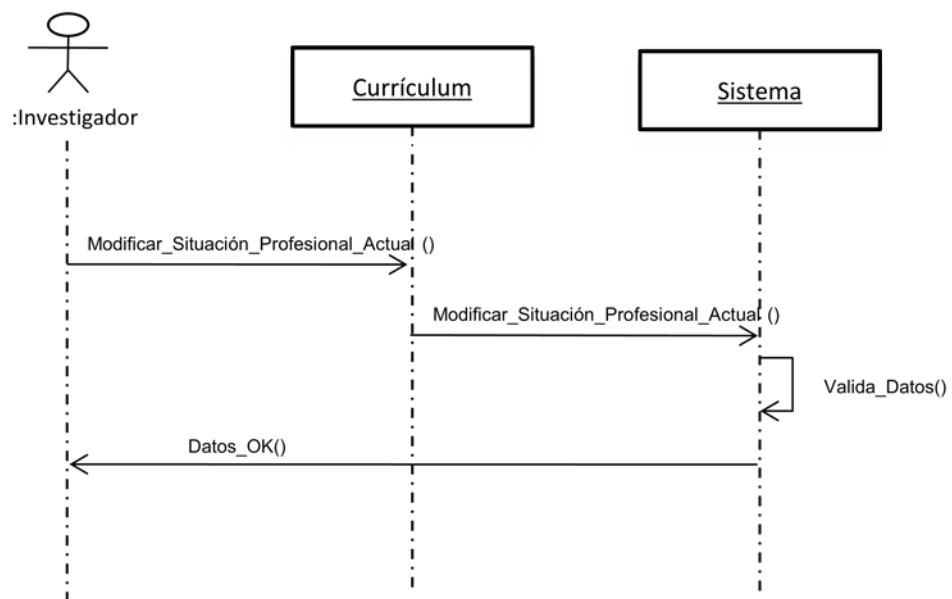 :Investigador
Currículum
Sistema
Modificar_Situación_Profesional_Actual ()
Modificar_Situación_Profesional_Actual ()
Valida_Datos()
Datos_OK()